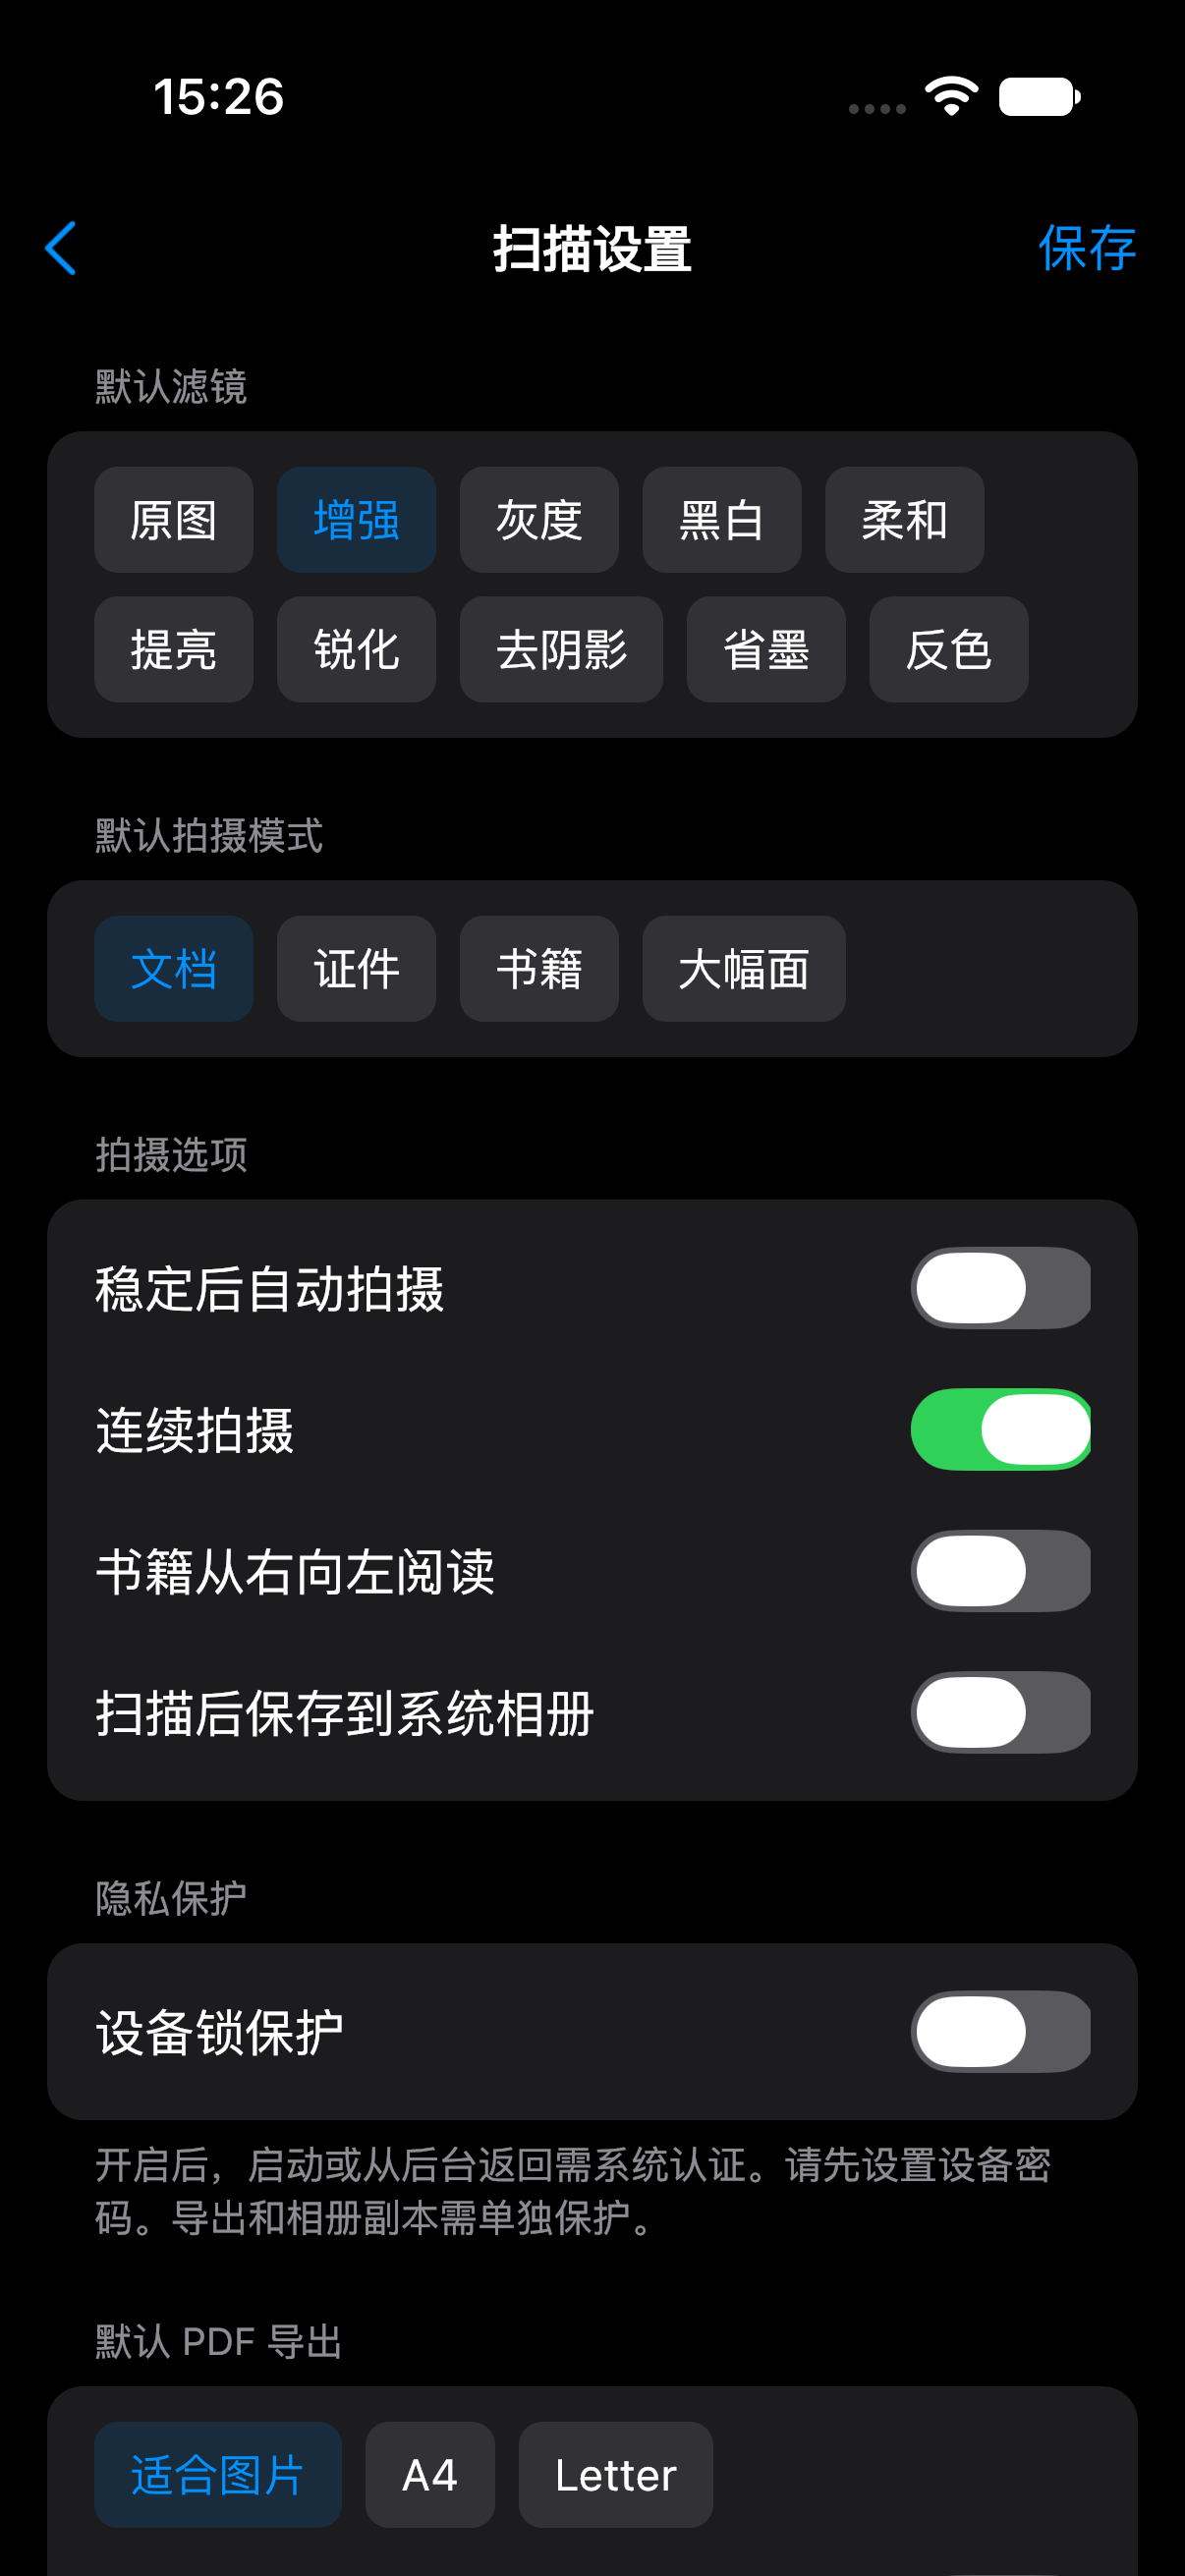 15:26
扫描设置
保存
默认滤镜
原图 增强 灰度 黑白 柔和
提亮 锐化 去阴影 省墨 反色
默认拍摄模式
文档 证件 书籍 大幅面
拍摄选项
稳定后自动拍摄
连续拍摄
书籍从右向左阅读
扫描后保存到系统相册
隐私保护
设备锁保护
开启后，启动或从后台返回需系统认证。请先设置设备密
码。导出和相册副本需单独保护。
默认 PDF 导出
适合图片 A4 Letter